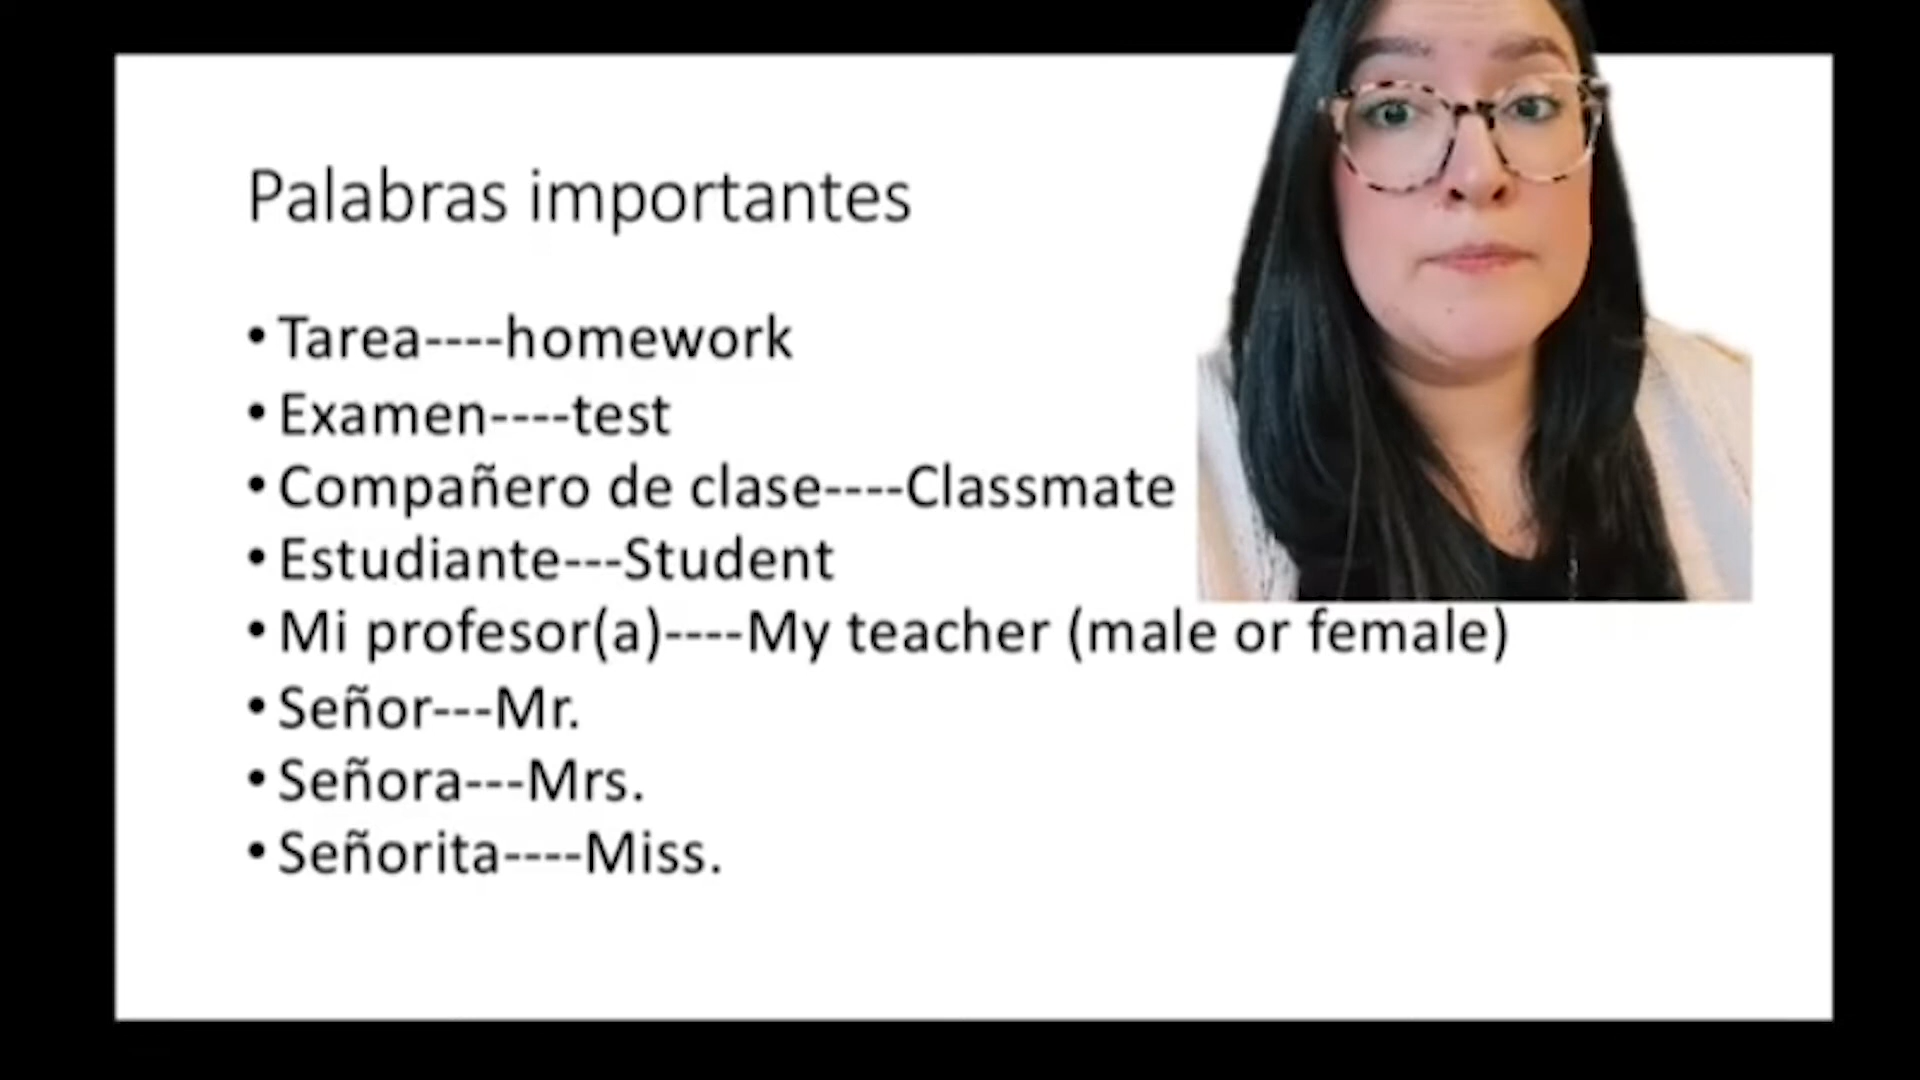 Palabras importantes
• Tarea----homework
• Examen----test
• Compañero de clase----Classmate
• Estudiante---Student
• Mi profesor(a)----My teacher (male or female)
• Señor---Mr.
• Señora---Mrs.
• Señorita----Miss.